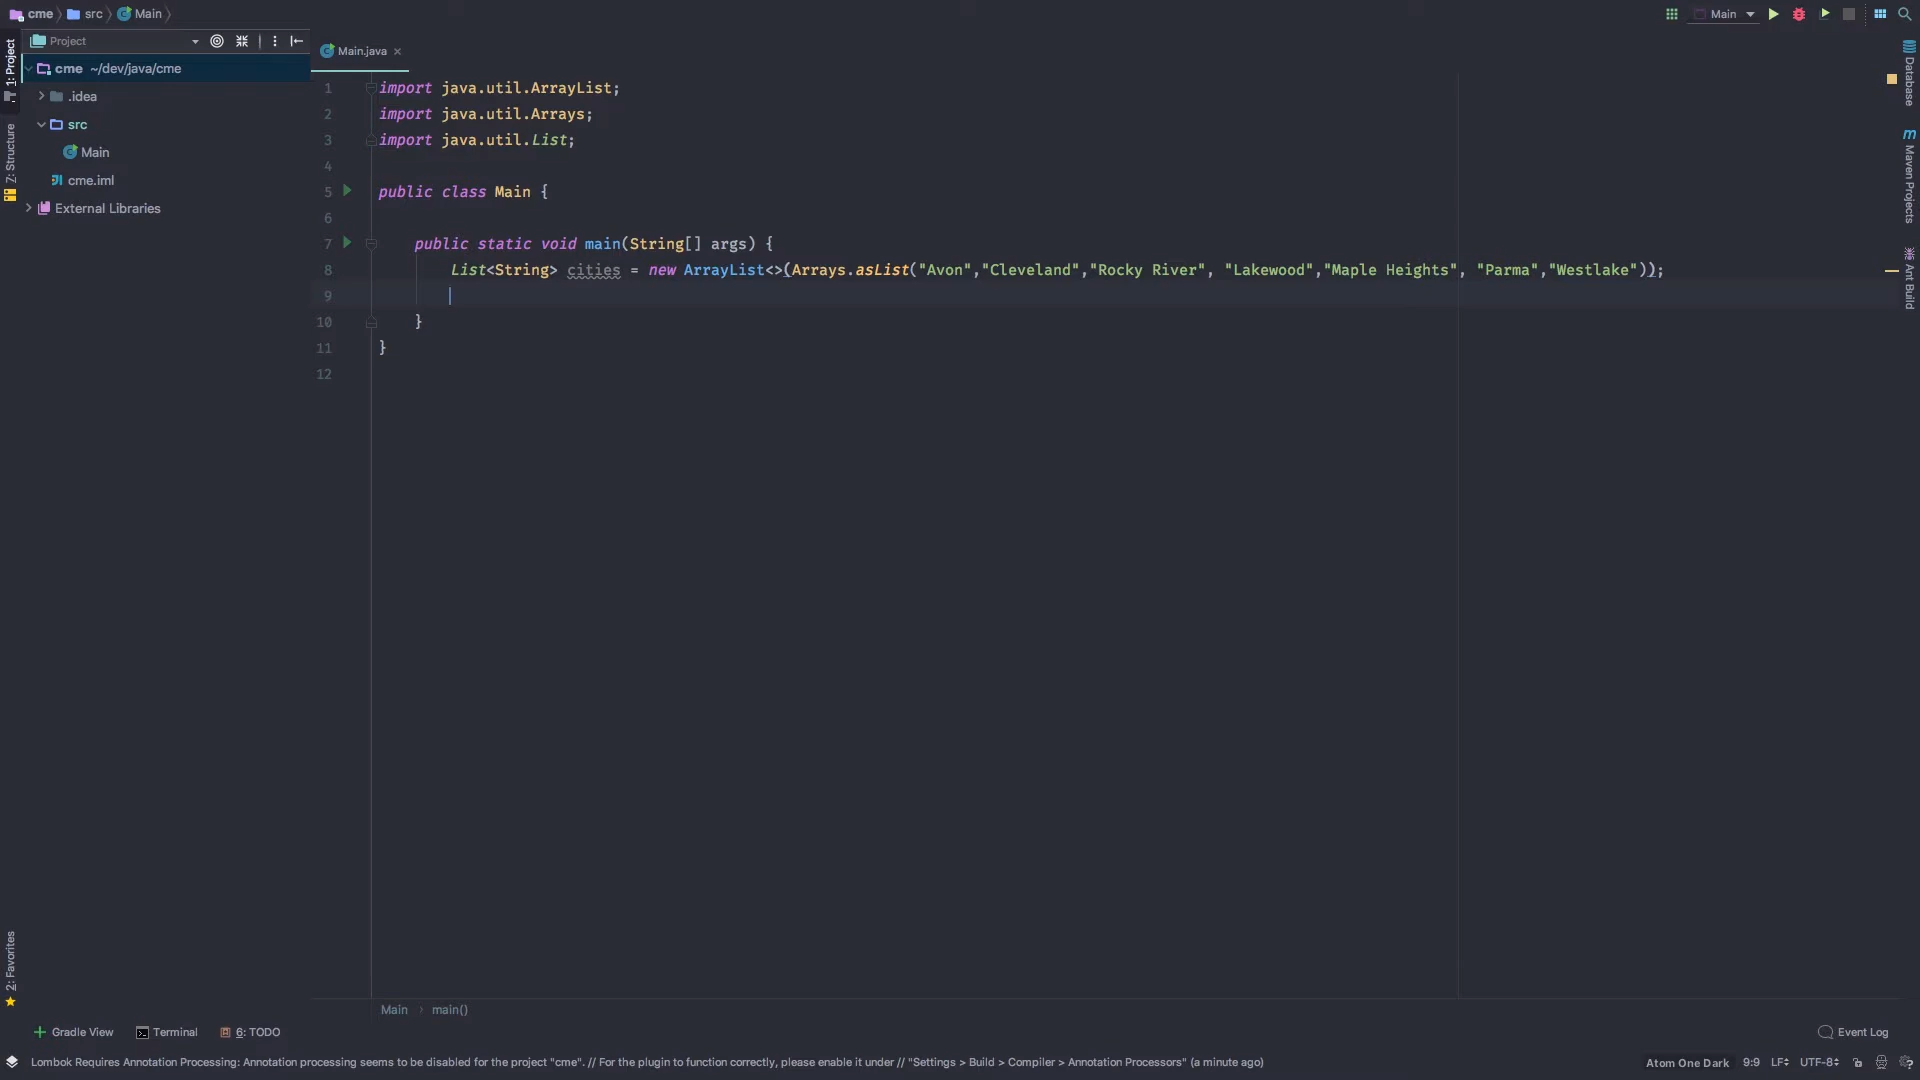 cme src Main
Main
Project
Main.java
1: Project
cme ~/dev/java/cme
.idea
src
Main
cme.iml
External Libraries
7: Structure
2: Favorites
1 import java.util.ArrayList;
2 import java.util.Arrays;
3 import java.util.List;
4
5 public class Main {
6
7 public static void main(String[] args) {
8 List<String> cities = new ArrayList<>(Arrays.asList("Avon","Cleveland","Rocky River", "Lakewood","Maple Heights", "Parma","Westlake"));
9
10 }
11 }
12
Database
m Maven Projects
Ant Build
Main › main()
Gradle View Terminal 6: TODO
Event Log
Lombok Requires Annotation Processing: Annotation processing seems to be disabled for the project "cme". // For the plugin to function correctly, please enable it under // "Settings > Build > Compiler > Annotation Processors" (a minute ago)
Atom One Dark 9:9 LF UTF-8